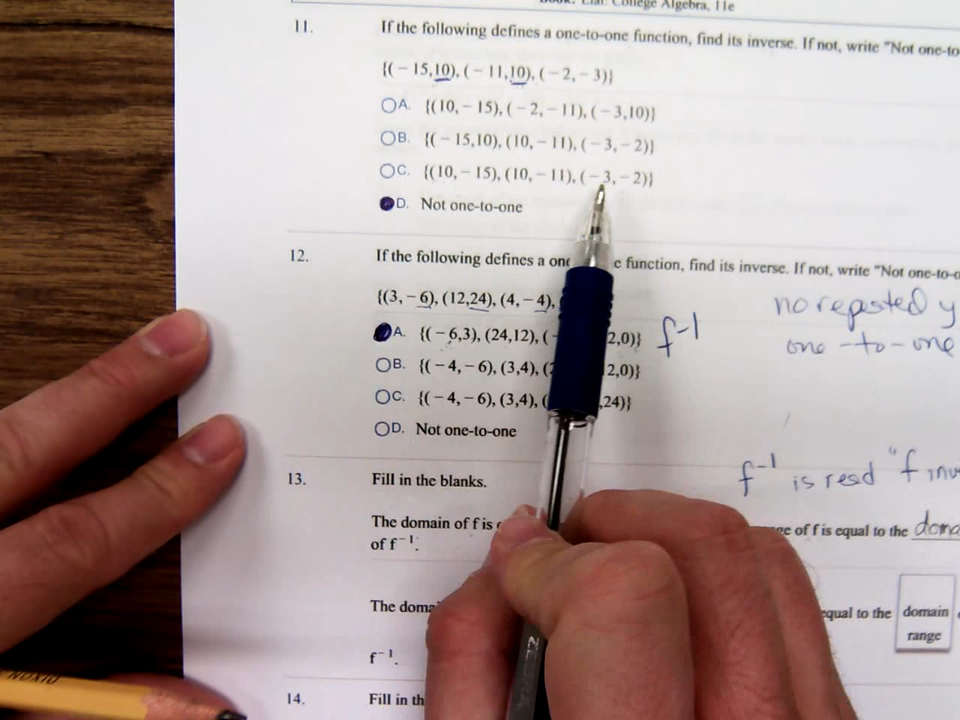 College Algebra, 11e
11. If the following defines a one-to-one function, find its inverse. If not, write "Not one-to
{(−15,10), (−11,10), (−2,−3)}
A. {(10,−15), (−2,−11), (−3,10)}
B. {(−15,10), (10,−11), (−3,−2)}
C. {(10,−15), (10,−11), (−3,−2)}
D. Not one-to-one
12. If the following defines a one function, find its inverse. If not, write "Not one-to-o
{(3,−6), (12,24), (4,−4),
no repeated y
A. {(−6,3), (24,12), ( 2,0)} f⁻¹
one-to-one
B. {(−4,−6), (3,4), 2,0)}
C. {(−4,−6), (3,4), ( ,24)}
D. Not one-to-one
f⁻¹ is read "f inv
13. Fill in the blanks.
The domain of f is of f is equal to the doma
of f⁻¹.
The doma equal to the domain
range
f⁻¹.
14. Fill in th
DIXON